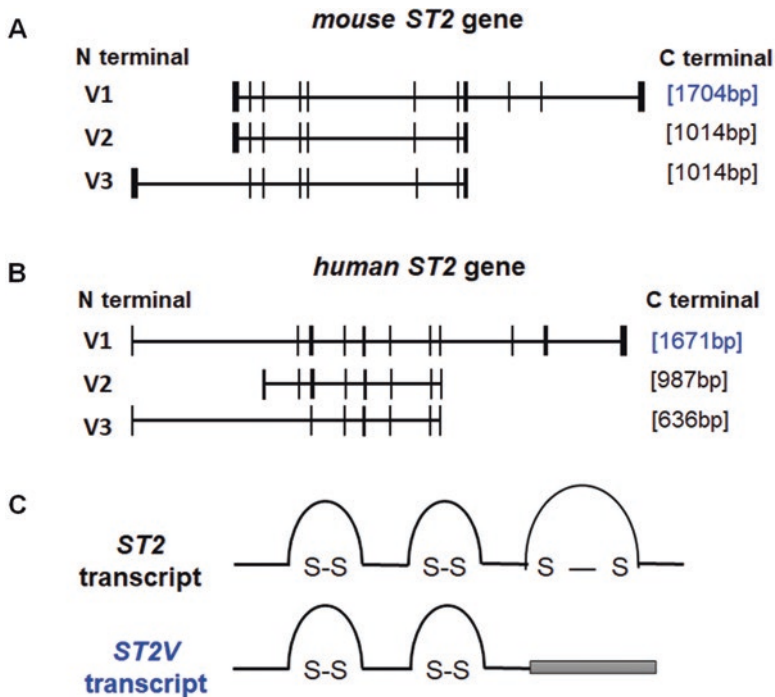 A
mouse ST2 gene
N terminal C terminal
V1 [1704bp]
V2 [1014bp]
V3 [1014bp]
B
human ST2 gene
N terminal C terminal
V1 [1671bp]
V2 [987bp]
V3 [636bp]
C
ST2
transcript
S-S S-S S — S
ST2V
transcript
S-S S-S